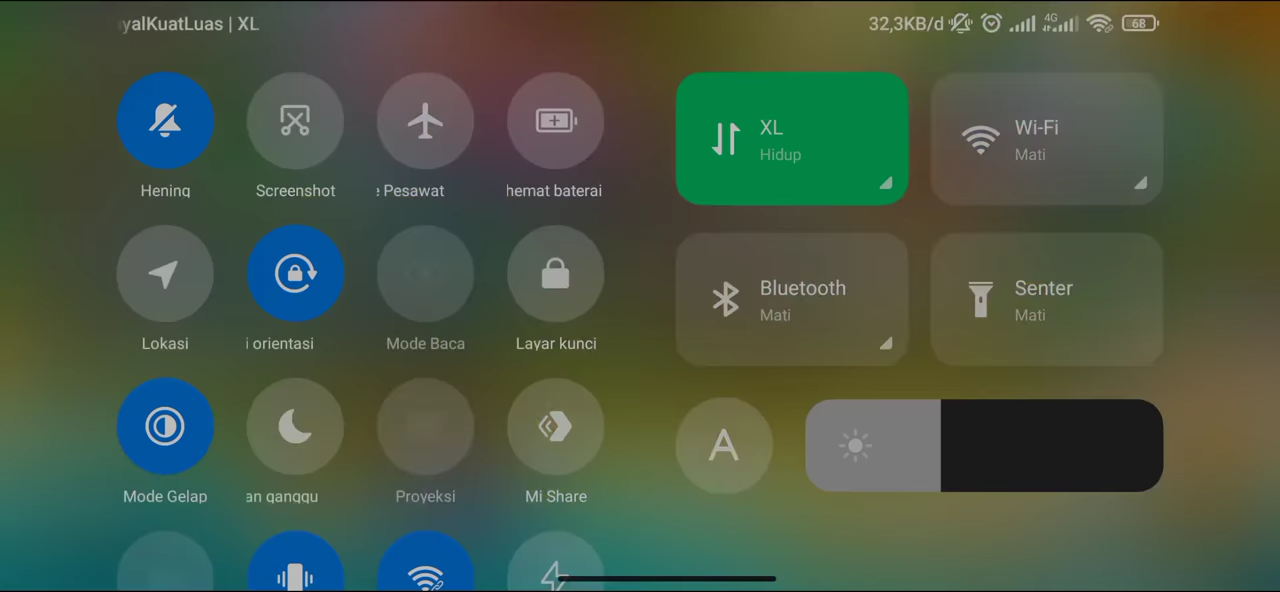 yalKuatLuas | XL
32,3KB/d 4G 68
Hening
Screenshot
Pesawat
hemat baterai
XL
Hidup
Wi-Fi
Mati
Lokasi
i orientasi
Mode Baca
Layar kunci
Bluetooth
Mati
Senter
Mati
Mode Gelap
an ganggu
Proyeksi
Mi Share
A